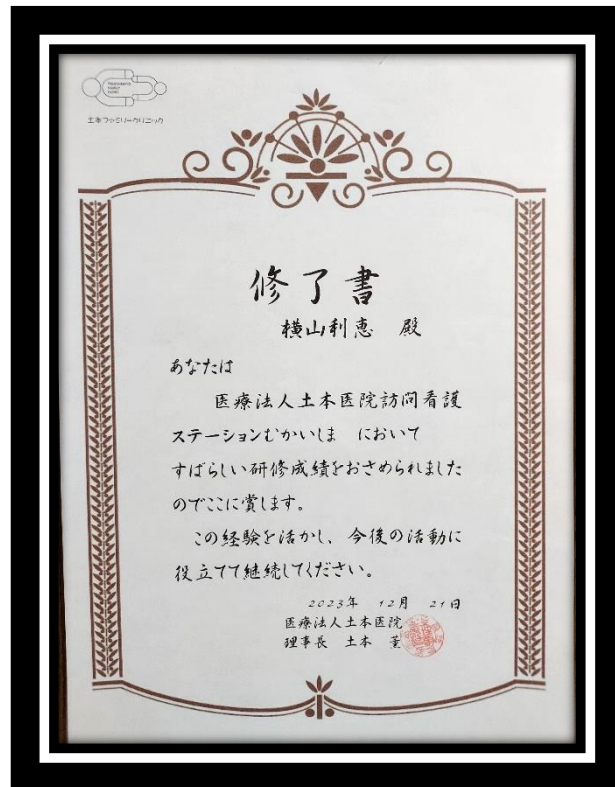 土本ファミリークリニック
修了書
横山利恵 殿
あなたは
医療法人土本医院訪問看護
ステーションむかいしま において
すばらしい研修成績をおさめられました
のでここに賞します。
この経験を活かし、今後の活動に
役立てて継続してください。
2023年 12月 21日
医療法人土本医院
理事長 土本 薫